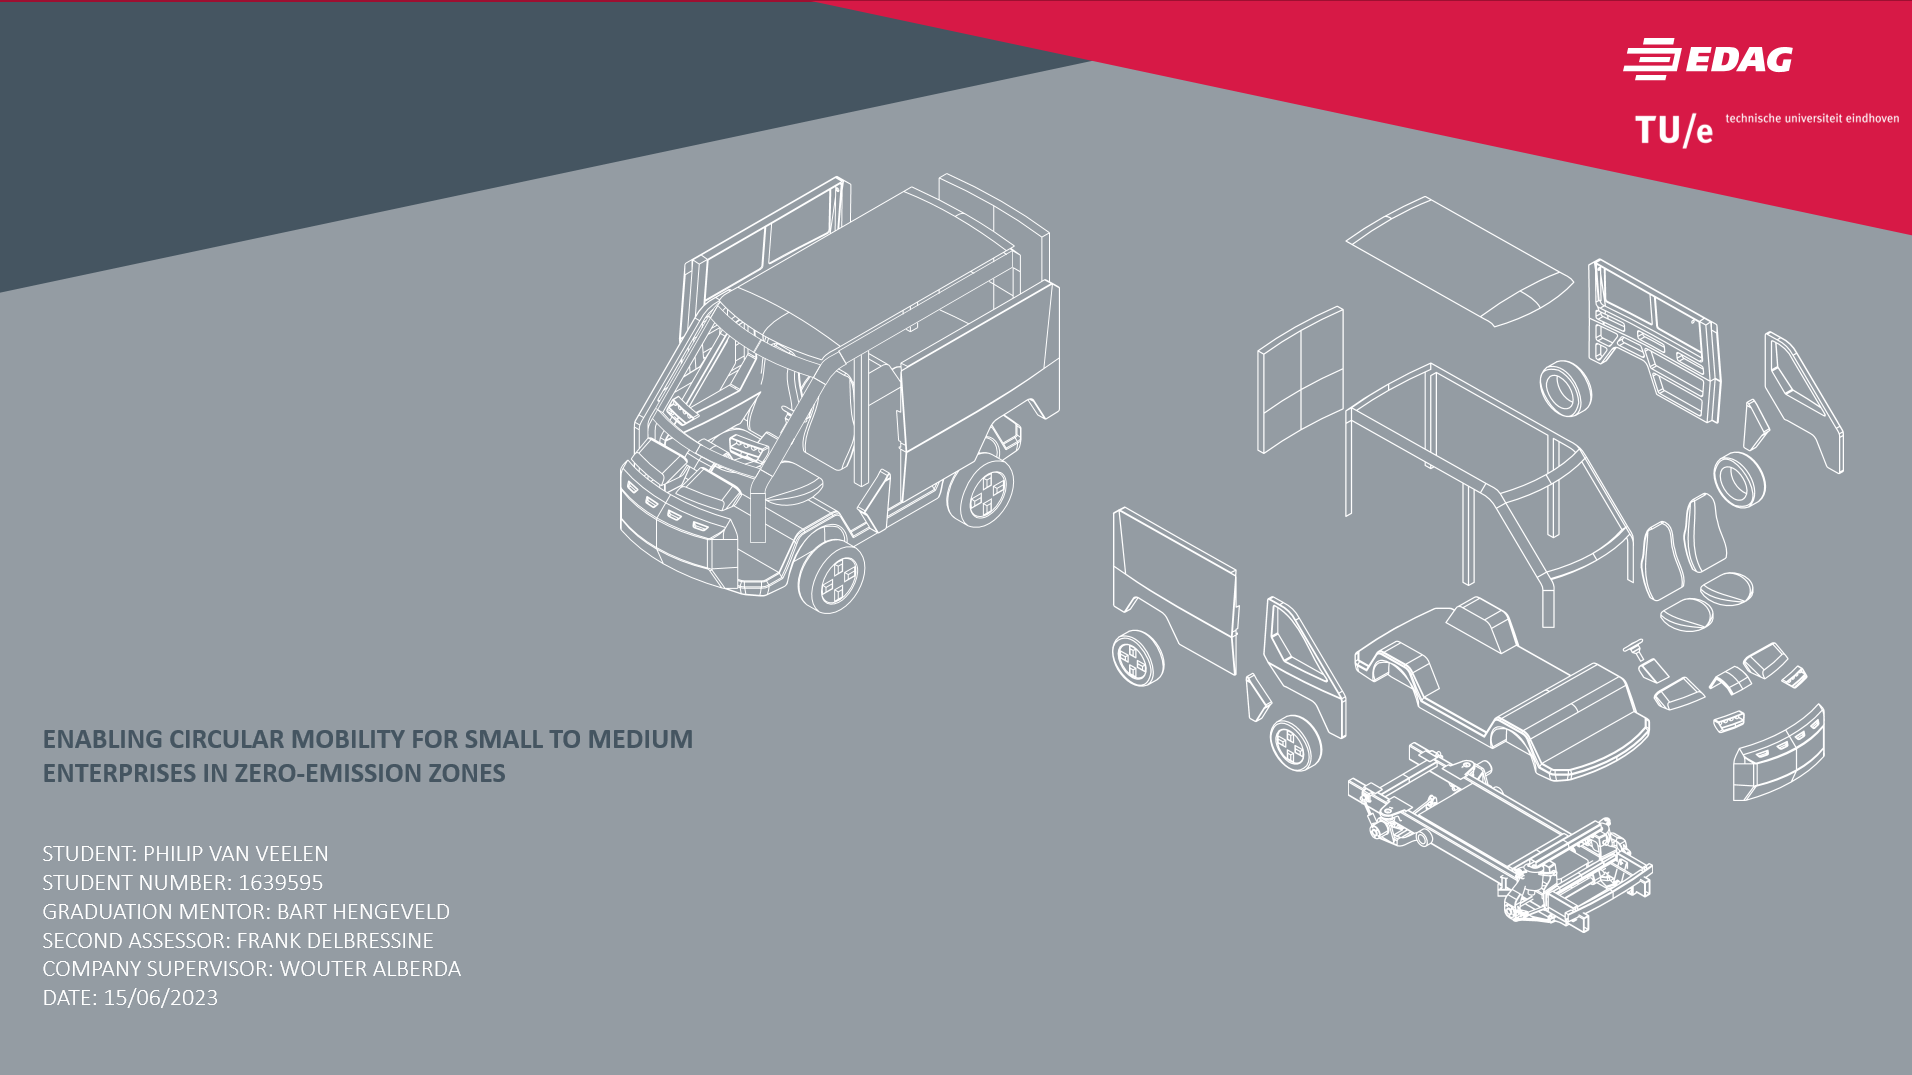 EDAG
TU/e technische universiteit eindhoven
ENABLING CIRCULAR MOBILITY FOR SMALL TO MEDIUM
ENTERPRISES IN ZERO-EMISSION ZONES
STUDENT: PHILIP VAN VEELEN
STUDENT NUMBER: 1639595
GRADUATION MENTOR: BART HENGEVELD
SECOND ASSESSOR: FRANK DELBRESSINE
COMPANY SUPERVISOR: WOUTER ALBERDA
DATE: 15/06/2023